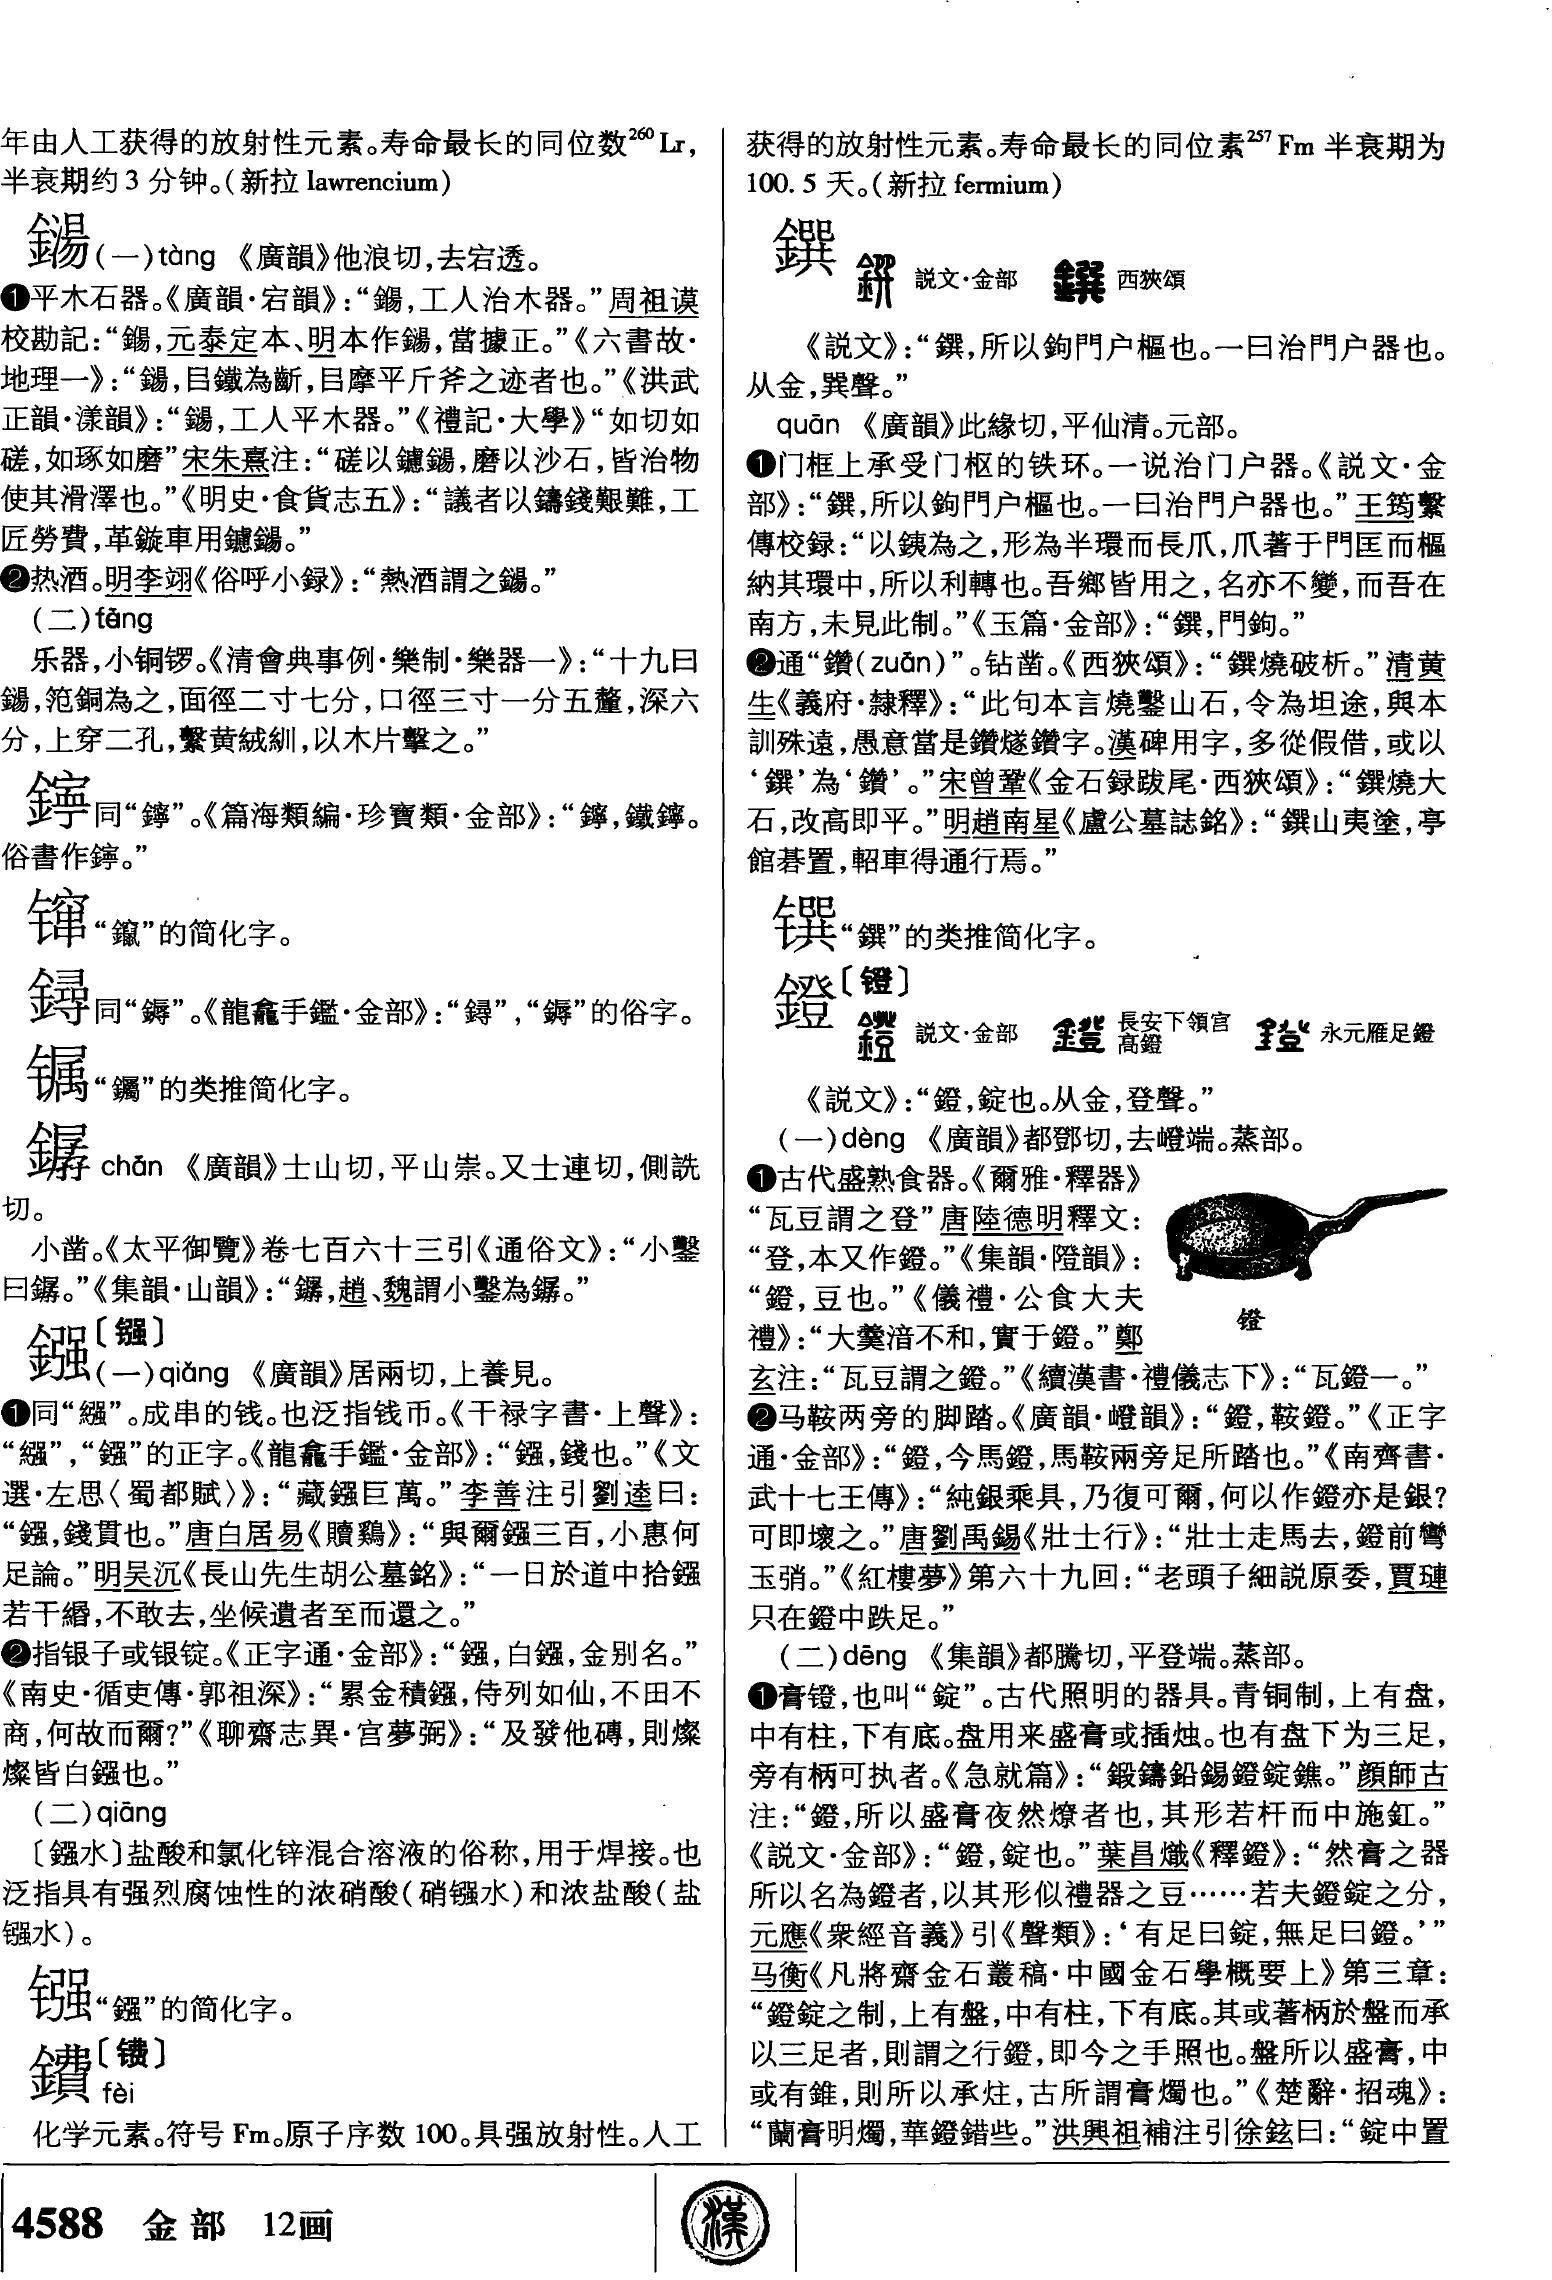 年由人工获得的放射性元素。寿命最长的同位数²⁶⁰Lr，
半衰期约3分钟。（新拉 lawrencium）
鐋（一）tàng 《廣韻》他浪切，去宕透。
❶平木石器。《廣韻·宕韻》：“鐋，工人治木器。”周祖谟
校勘記：“鐋，元泰定本、明本作鐋，當據正。”《六書故·
地理一》：“鐋，㠯鐵為齗，㠯摩平斤斧之迹者也。”《洪武
正韻·漾韻》：“鐋，工人平木器。”《禮記·大學》“如切如
磋，如琢如磨”宋朱熹注：“磋以鑢鐋，磨以沙石，皆治物
使其滑澤也。”《明史·食貨志五》：“議者以鑄錢艱難，工
匠勞費，革鏇車用鑢鐋。”
❷热酒。明李翊《俗呼小録》：“熱酒謂之鐋。”
（二）tāng
乐器，小铜锣。《清會典事例·樂制·樂器一》：“十九曰
鐋，笵銅為之，面徑二寸七分，口徑三寸一分五釐，深六
分，上穿二孔，繫黄絨紃，以木片擊之。”
同“鑏”。《篇海類編·珍寶類·金部》：“鑏，鐵鑏。
俗書作。”
镩“鑹”的简化字。
同“鎒”。《龍龕手鑑·金部》：“”，“鎒”的俗字。
“钃”的类推简化字。
鏩 chán 《廣韻》士山切，平山崇。又士連切，側詵
切。
小凿。《太平御覽》卷七百六十三引《通俗文》：“小鑿
曰。”《集韻·山韻》：“，趙、魏謂小鑿為。”
鏹〔镪〕
（一）qiǎng 《廣韻》居兩切，上養見。
❶同“繦”。成串的钱。也泛指钱币。《干禄字書·上聲》：
“繦”，“鏹”的正字。《龍龕手鑑·金部》：“鏹，錢也。”《文
選·左思〈蜀都賦〉》：“藏鏹巨萬。”李善注引劉逵曰：
“鏹，錢貫也。”唐白居易《贖鷄》：“與爾鏹三百，小惠何
足論。”明吴沉《長山先生胡公墓銘》：“一日於道中拾鏹
若干緡，不敢去，坐候遺者至而還之。”
❷指银子或银锭。《正字通·金部》：“鏹，白鏹，金别名。”
《南史·循吏傳·郭祖深》：“累金積鏹，侍列如仙，不田不
商，何故而爾？”《聊齋志異·宫夢弼》：“及發他磚，則燦
燦皆白鏹也。”
（二）qiāng
〔鏹水〕盐酸和氯化锌混合溶液的俗称，用于焊接。也
泛指具有强烈腐蚀性的浓硝酸（硝镪水）和浓盐酸（盐
镪水）。
镪“鏹”的简化字。
鐨〔镄〕
fèi
化学元素。符号Fm。原子序数100。具强放射性。人工
获得的放射性元素。寿命最长的同位素²⁵⁷Fm 半衰期为
100.5天。（新拉 fermium）
鐉 説文·金部 西狹頌
《説文》：“鐉，所以鉤門户樞也。一曰治門户器也。
从金，巽聲。”
quān 《廣韻》此緣切，平仙清。元部。
❶门框上承受门枢的铁环。一说治门户器。《説文·金
部》：“鐉，所以鉤門户樞也。一曰治門户器也。”王筠繫
傳校録：“以銕為之，形為半環而長爪，爪著于門匡而樞
納其環中，所以利轉也。吾鄉皆用之，名亦不變，而吾在
南方，未見此制。”《玉篇·金部》：“鐉，門鉤。”
❷通“鑽（zuān）”。钻凿。《西狹頌》：“鐉燒破析。”清黄
生《義府·隸釋》：“此句本言燒鑿山石，令為坦途，與本
訓殊遠，愚意當是鑽燧鑽字。漢碑用字，多從假借，或以
‘鐉’為‘鑽’。”宋曾鞏《金石録跋尾·西狹頌》：“鐉燒大
石，改高即平。”明趙南星《盧公墓誌銘》：“鐉山夷塗，亭
館碁置，軺車得通行焉。”
“鐉”的类推简化字。
鐙〔镫〕
説文·金部 長安下領宫高鐙 永元雁足鐙
《説文》：“鐙，錠也。从金，登聲。”
（一）dèng 《廣韻》都鄧切，去嶝端。蒸部。
❶古代盛熟食器。《爾雅·釋器》
“瓦豆謂之登”唐陸德明釋文：
“登，本又作鐙。”《集韻·隥韻》：
“鐙，豆也。”《儀禮·公食大夫
禮》：“大羹湆不和，實于鐙。”鄭
镫
玄注：“瓦豆謂之鐙。”《續漢書·禮儀志下》：“瓦鐙一。”
❷马鞍两旁的脚踏。《廣韻·嶝韻》：“鐙，鞍鐙。”《正字
通·金部》：“鐙，今馬鐙，馬鞍兩旁足所踏也。”《南齊書·
武十七王傳》：“純銀乘具，乃復可爾，何以作鐙亦是銀？
可即壞之。”唐劉禹錫《壯士行》：“壯士走馬去，鐙前彎
玉弰。”《紅樓夢》第六十九回：“老頭子細説原委，賈璉
只在鐙中跌足。”
（二）dēng 《集韻》都騰切，平登端。蒸部。
❶膏镫，也叫“錠”。古代照明的器具。青铜制，上有盘，
中有柱，下有底。盘用来盛膏或插烛。也有盘下为三足，
旁有柄可执者。《急就篇》：“鍛鑄鉛錫鐙錠鐎。”顔師古
注：“鐙，所以盛膏夜然燎者也，其形若杆而中施釭。”
《説文·金部》：“鐙，錠也。”葉昌熾《釋鐙》：“然膏之器
所以名為鐙者，以其形似禮器之豆……若夫鐙錠之分，
元應《衆經音義》引《聲類》：‘有足曰錠，無足曰鐙。’”
马衡《凡將齋金石叢稿·中國金石學概要上》第三章：
“鐙錠之制，上有盤，中有柱，下有底。其或著柄於盤而承
以三足者，則謂之行鐙，即今之手照也。盤所以盛膏，中
或有錐，則所以承炷，古所謂膏燭也。”《楚辭·招魂》：
“蘭膏明燭，華鐙錯些。”洪興祖補注引徐鉉曰：“錠中置
4588 金部 12画
漢